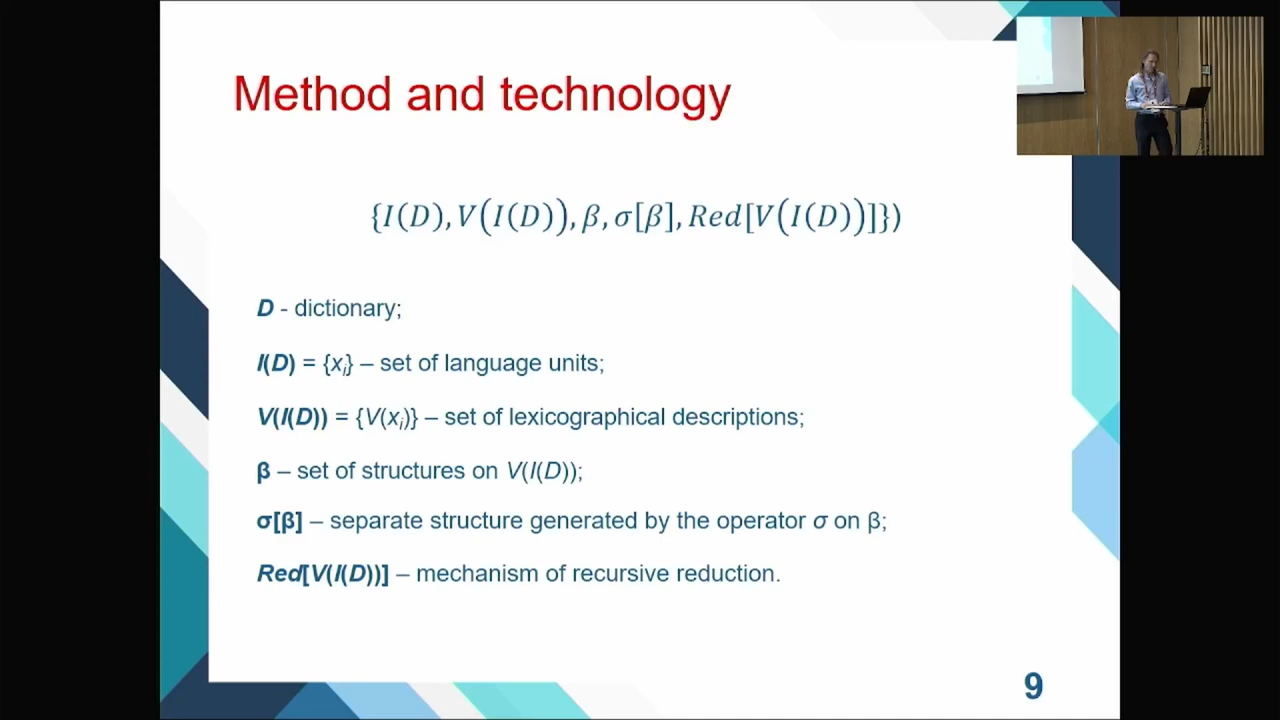 Method and technology
{I(D), V(I(D)), β, σ[β], Red[V(I(D))]})
D - dictionary;
I(D) = {xᵢ} – set of language units;
V(I(D)) = {V(xᵢ)} – set of lexicographical descriptions;
β – set of structures on V(I(D));
σ[β] – separate structure generated by the operator σ on β;
Red[V(I(D))] – mechanism of recursive reduction.
9